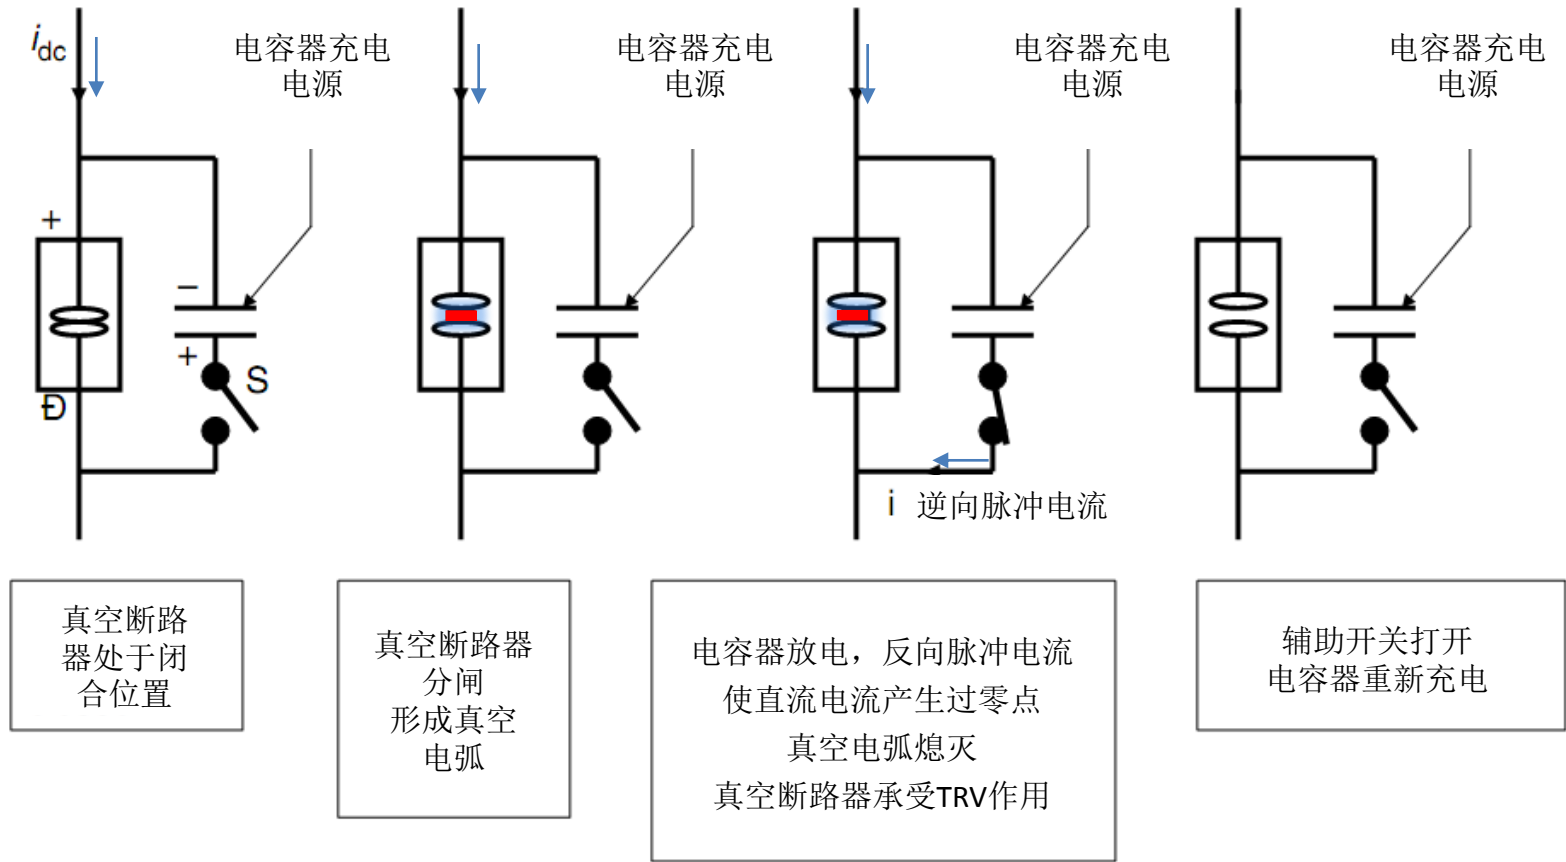 idc
电容器充电
电源
+
−
+
S
Đ
电容器充电
电源
电容器充电
电源
i 逆向脉冲电流
电容器充电
电源
真空断路
器处于闭
合位置
真空断路器
分闸
形成真空
电弧
电容器放电，反向脉冲电流
使直流电流产生过零点
真空电弧熄灭
真空断路器承受TRV作用
辅助开关打开
电容器重新充电